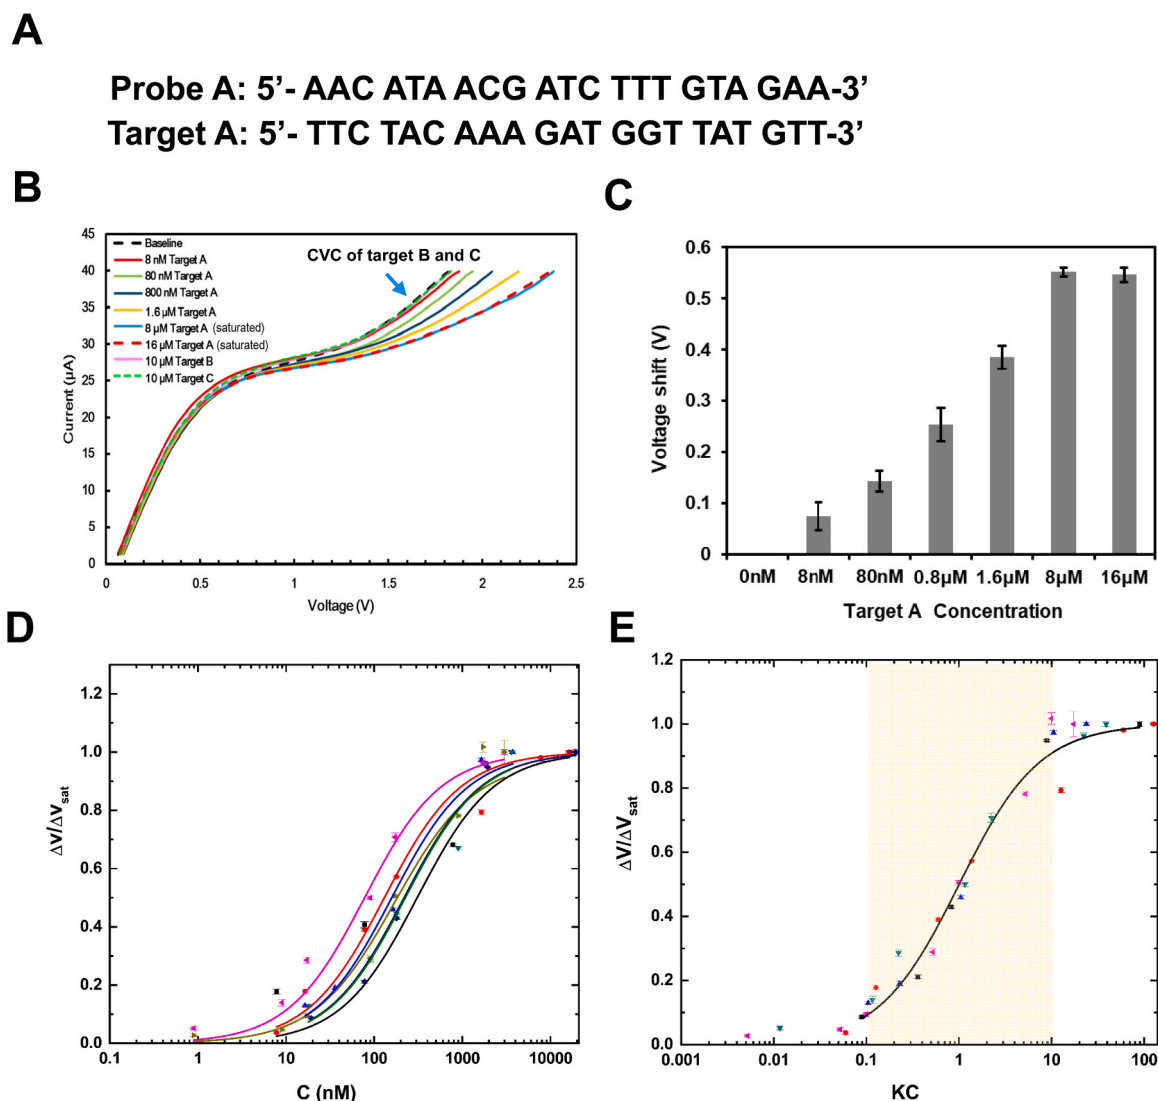 A
Probe A: 5’- AAC ATA ACG ATC TTT GTA GAA-3’
Target A: 5’- TTC TAC AAA GAT GGT TAT GTT-3’
B
45
40
35
30
25
20
15
10
5
0
Current (µA)
Baseline
8 nM Target A
80 nM Target A
800 nM Target A
1.6 µM Target A
8 µM Target A (saturated)
16 µM Target A (saturated)
10 µM Target B
10 µM Target C
CVC of target B and C
0
0.5
1
1.5
2
2.5
Voltage (V)
C
0.6
0.5
0.4
0.3
0.2
0.1
0
Voltage shift (V)
0nM
8nM
80nM
0.8µM
1.6µM
8µM
16µM
Target A Concentration
D
1.2
1.0
0.8
0.6
0.4
0.2
0.0
ΔV/ΔVsat
0.1
1
10
100
1000
10000
C (nM)
E
1.2
1.0
0.8
0.6
0.4
0.2
0.0
ΔV/ΔVsat
0.001
0.01
0.1
1
10
100
KC